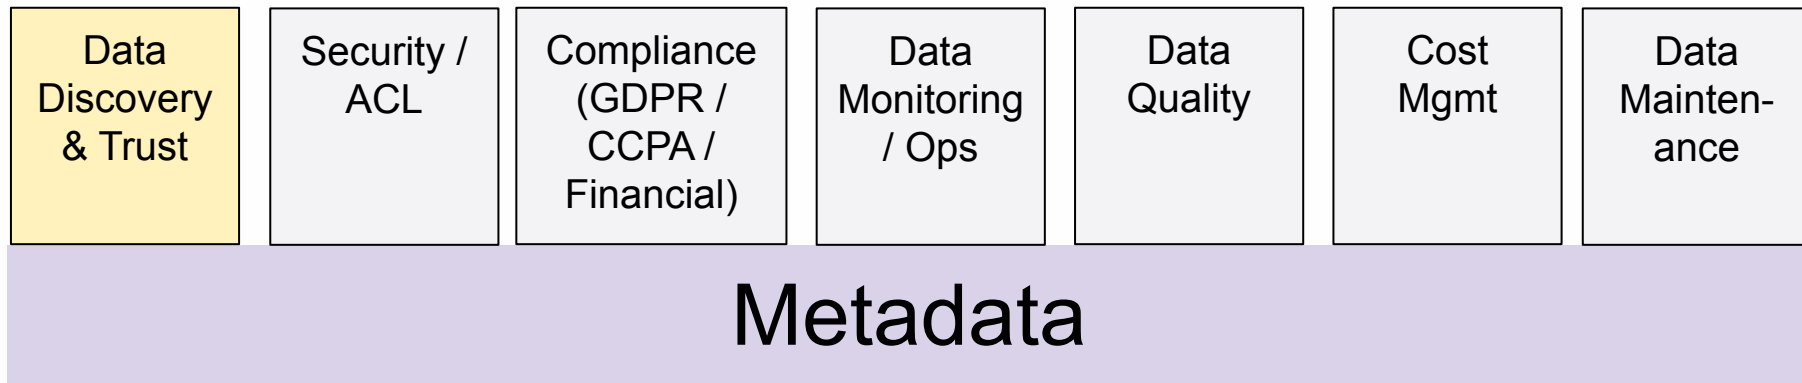 Data
Discovery
& Trust
Security /
ACL
Compliance
(GDPR /
CCPA /
Financial)
Data
Monitoring
/ Ops
Data
Quality
Cost
Mgmt
Data
Mainten-
ance
Metadata